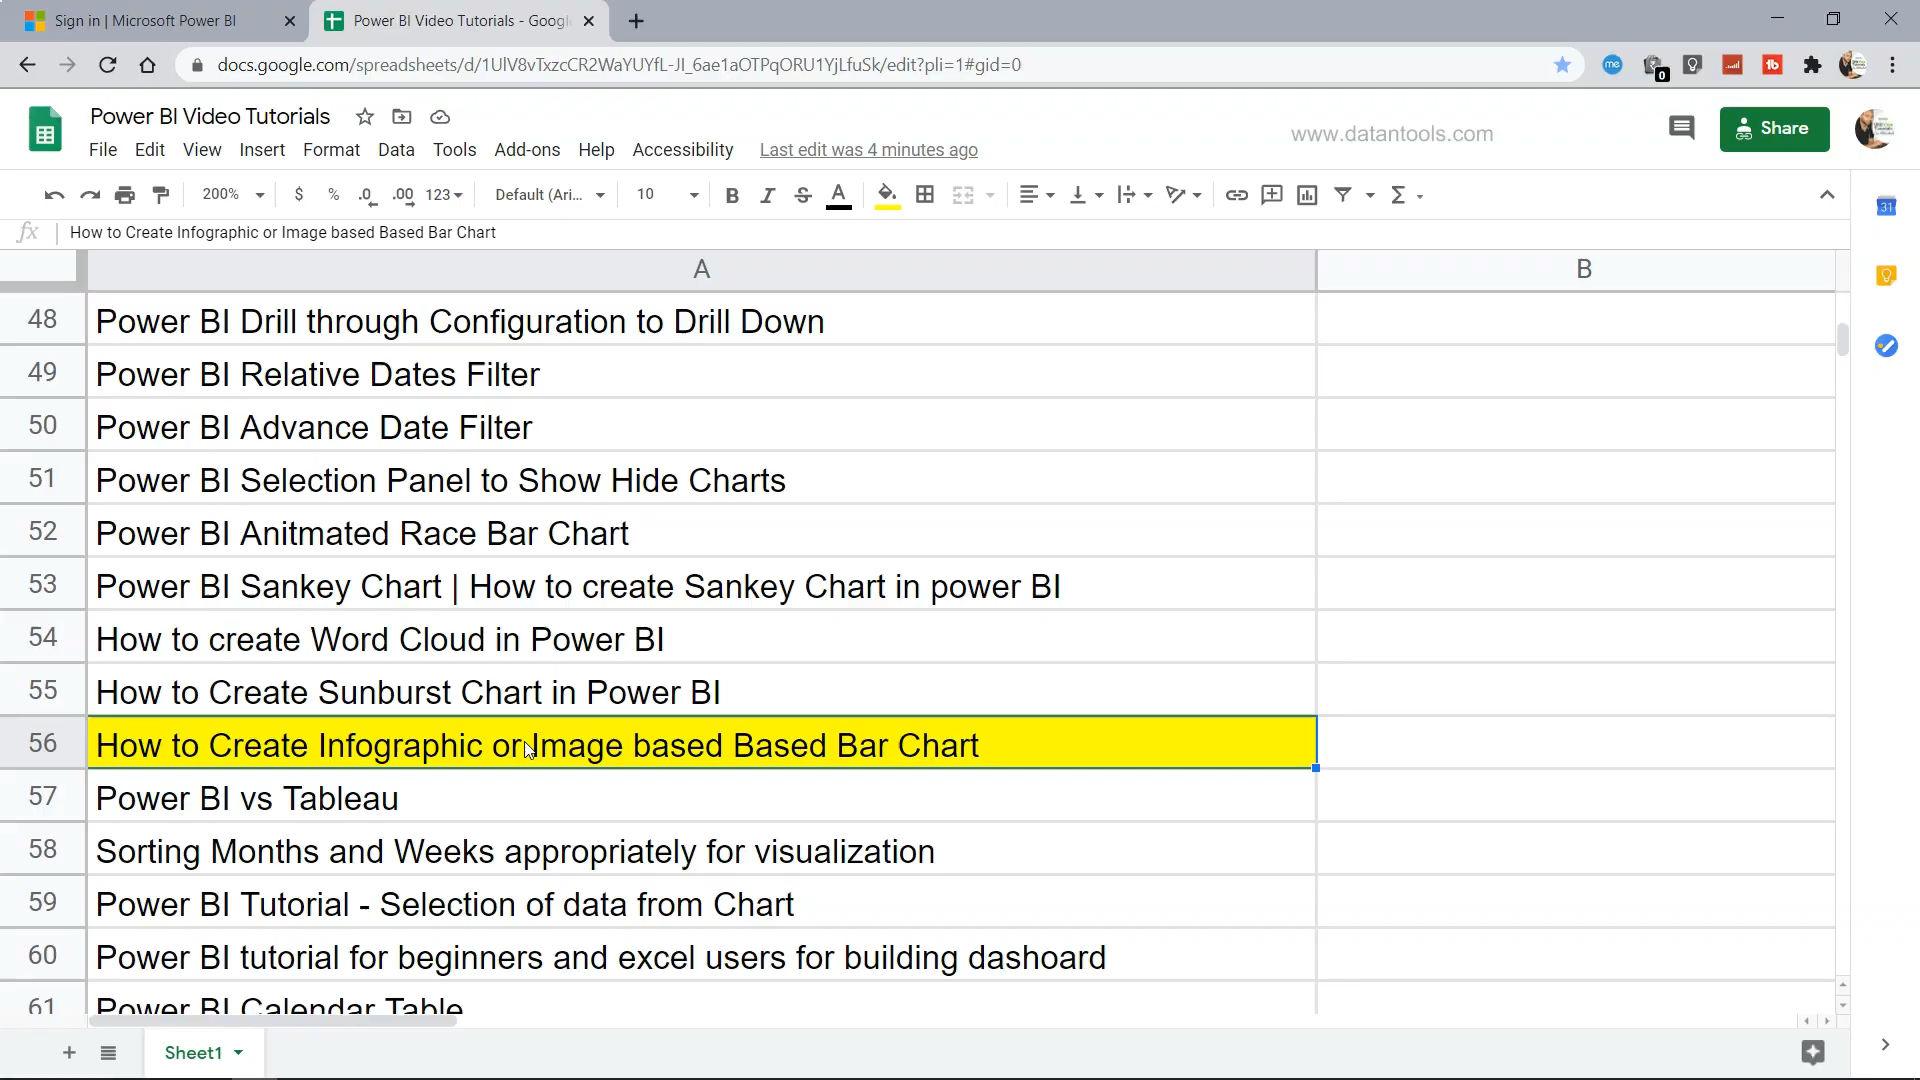 Sign in | Microsoft Power BI
Power BI Video Tutorials - Googl
docs.google.com/spreadsheets/d/1UlV8vTxzcCR2WaYUYfL-JI_6ae1aOTPqORU1YjLfuSk/edit?pli=1#gid=0
me
0
tb
Power BI Video Tutorials
www.datantools.com
Share
File Edit View Insert Format Data Tools Add-ons Help Accessibility Last edit was 4 minutes ago
200% $ % .0 .00 123 Default (Ari... 10 B I S A Σ
31
fx How to Create Infographic or Image based Based Bar Chart
A B
48 Power BI Drill through Configuration to Drill Down
49 Power BI Relative Dates Filter
50 Power BI Advance Date Filter
51 Power BI Selection Panel to Show Hide Charts
52 Power BI Anitmated Race Bar Chart
53 Power BI Sankey Chart | How to create Sankey Chart in power BI
54 How to create Word Cloud in Power BI
55 How to Create Sunburst Chart in Power BI
56 How to Create Infographic or Image based Based Bar Chart
57 Power BI vs Tableau
58 Sorting Months and Weeks appropriately for visualization
59 Power BI Tutorial - Selection of data from Chart
60 Power BI tutorial for beginners and excel users for building dashoard
61 Power BI Calendar Table
Sheet1